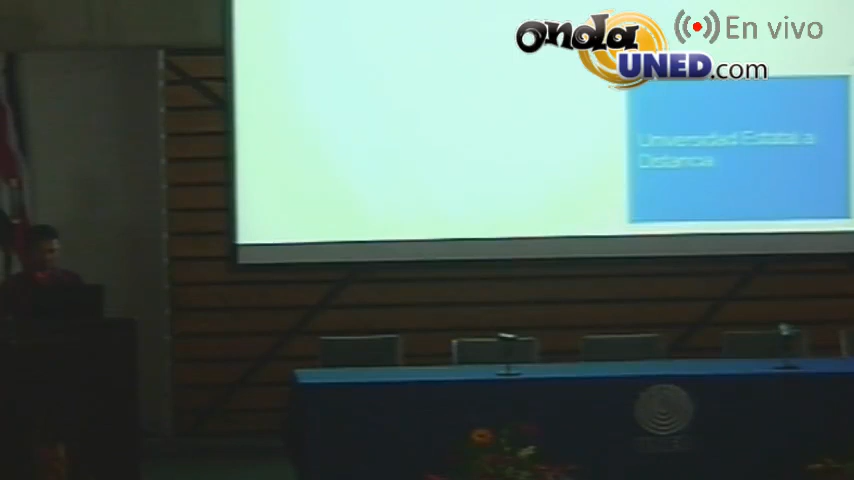 onda
UNED.com
En vivo
Universidad Estatal a
Distancia